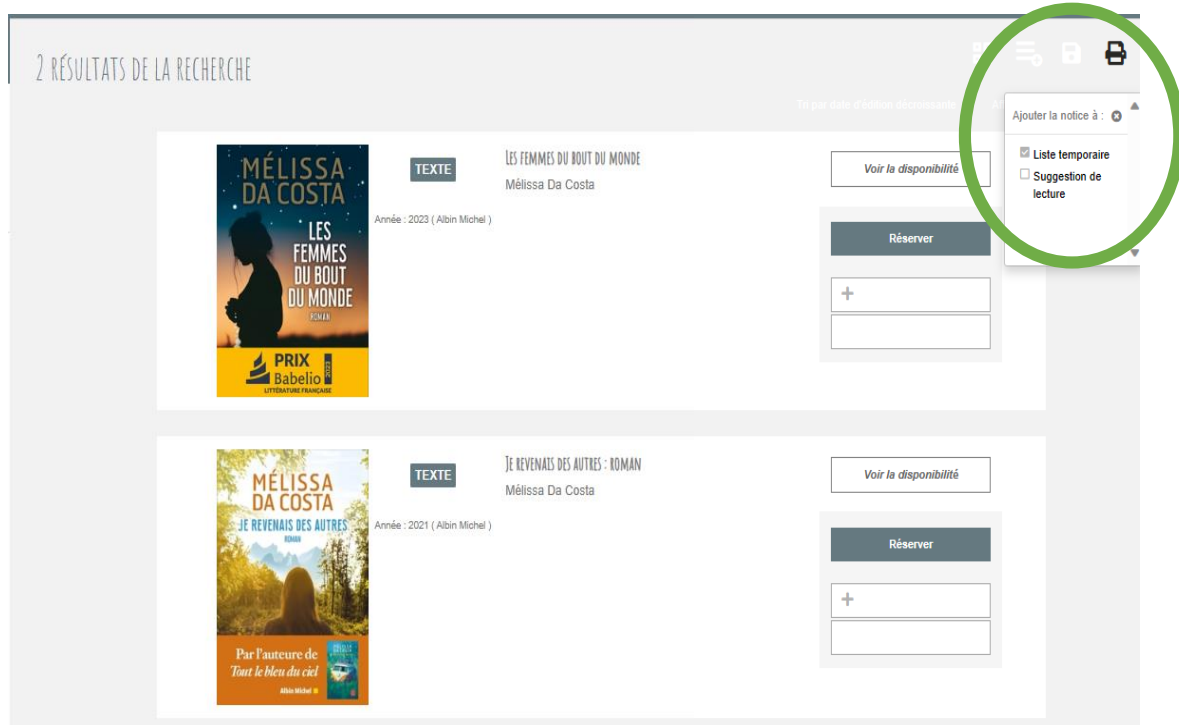 2 RÉSULTATS DE LA RECHERCHE
Tri par date d'édition décroissante
Ajouter la notice à :
Liste temporaire
Suggestion de
lecture
MÉLISSA
DA COSTA
LES
FEMMES
DU BOUT
DU MONDE
ROMAN
PRIX
Babelio
2023
LITTÉRATURE FRANÇAISE
TEXTE
LES FEMMES DU BOUT DU MONDE
Mélissa Da Costa
Année : 2023 ( Albin Michel )
Voir la disponibilité
Réserver
+
MÉLISSA
DA COSTA
JE REVENAIS DES AUTRES
ROMAN
Par l'auteure de
Tout le bleu du ciel
Albin Michel
TEXTE
JE REVENAIS DES AUTRES : ROMAN
Mélissa Da Costa
Année : 2021 ( Albin Michel )
Voir la disponibilité
Réserver
+